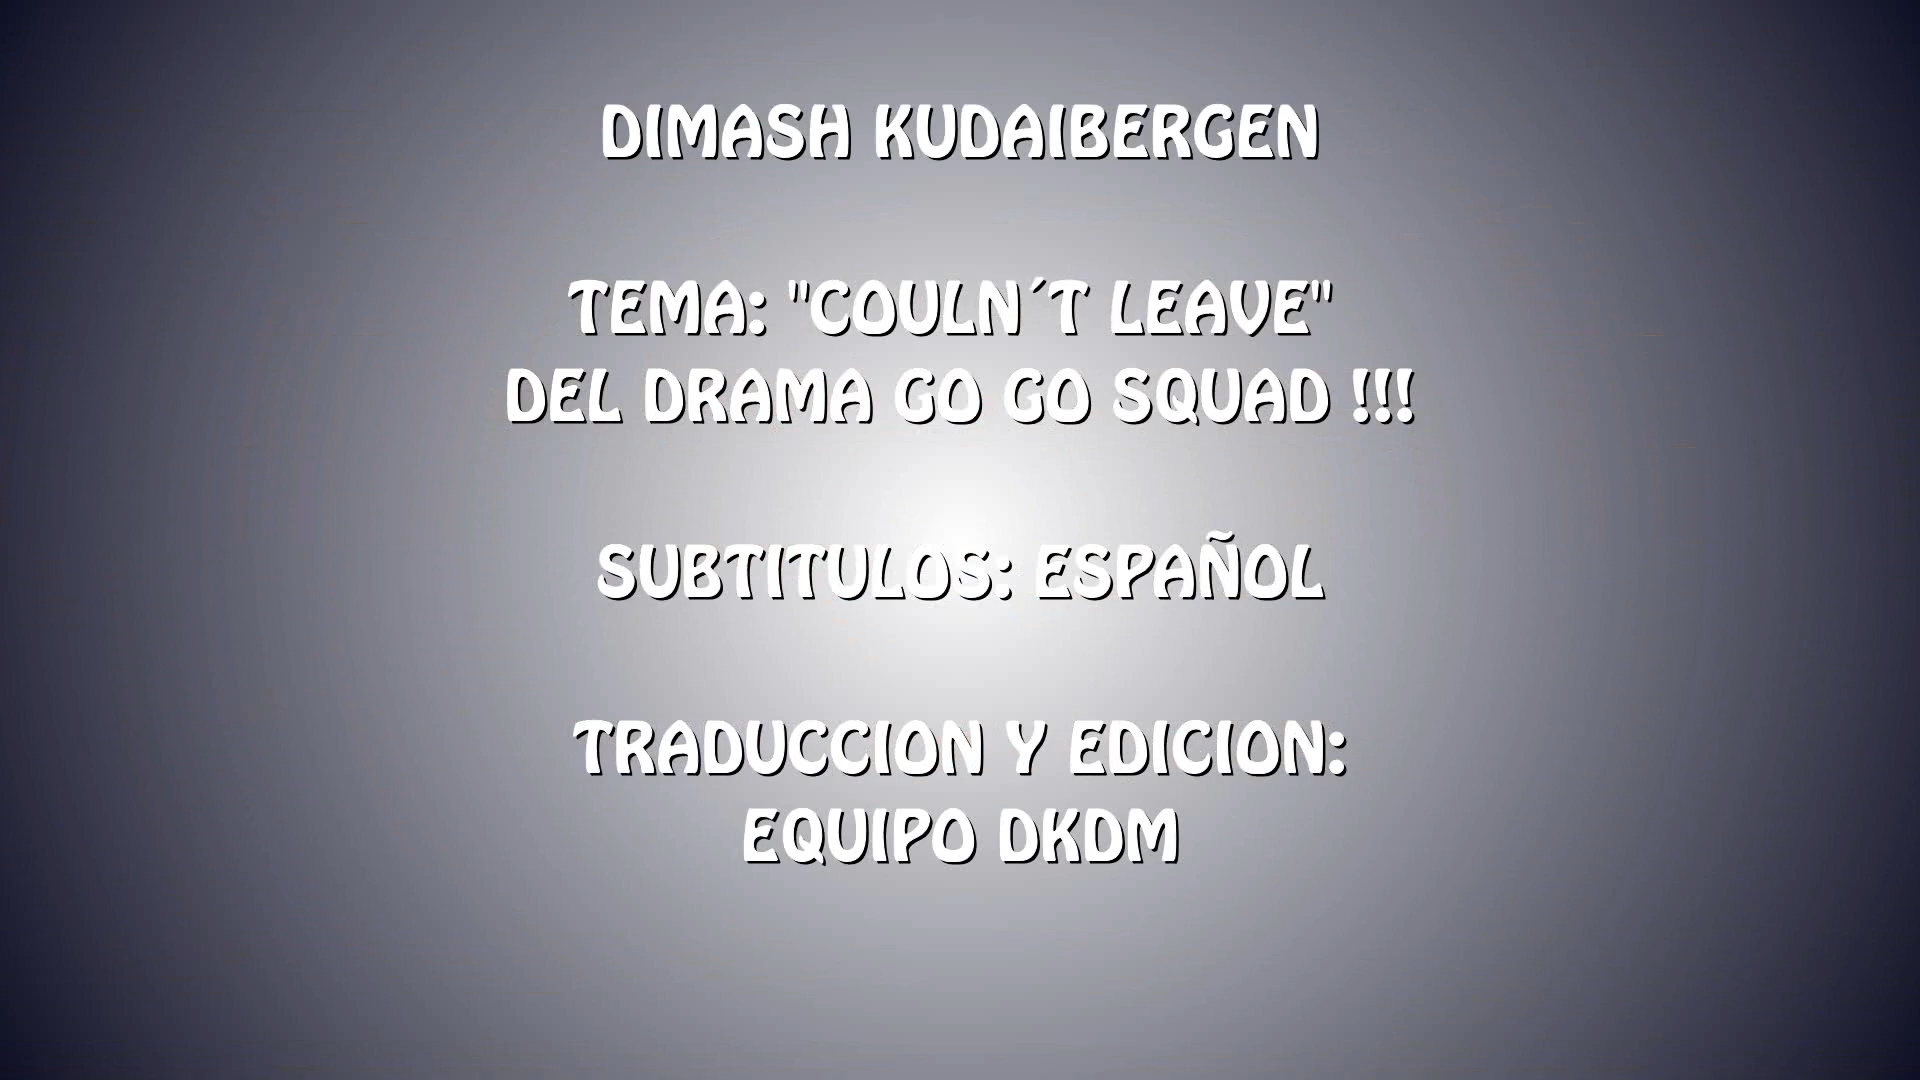 DIMASH KUDAIBERGEN
TEMA: "COULN´T LEAVE"
DEL DRAMA GO GO SQUAD !!!
SUBTITULOS: ESPAÑOL
TRADUCCION Y EDICION:
EQUIPO DKDM